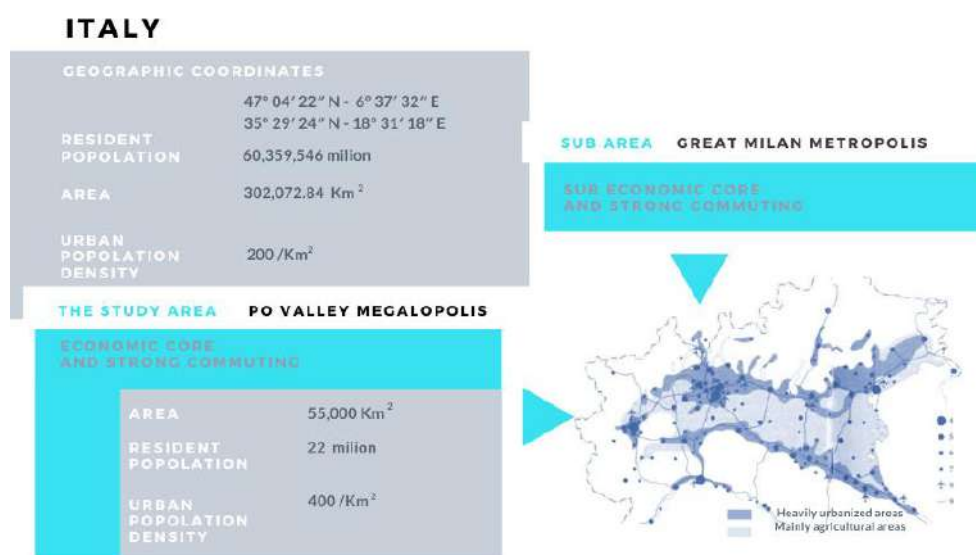 ITALY
GEOGRAPHIC COORDINATES
47° 04′ 22″ N - 6° 37′ 32″ E
35° 29′ 24″ N - 18° 31′ 18″ E
RESIDENT
POPOLATION
60,359,546 milion
AREA
302,072.84 Km²
URBAN
POPOLATION
DENSITY
200 /Km²
THE STUDY AREA PO VALLEY MEGALOPOLIS
ECONOMIC CORE
AND STRONG COMMUTING
AREA
55,000 Km²
RESIDENT
POPOLATION
22 milion
URBAN
POPOLATION
DENSITY
400 /Km²
SUB AREA GREAT MILAN METROPOLIS
SUB ECONOMIC CORE
AND STRONG COMMUTING
Heavily urbanized areas
Mainly agricultural areas